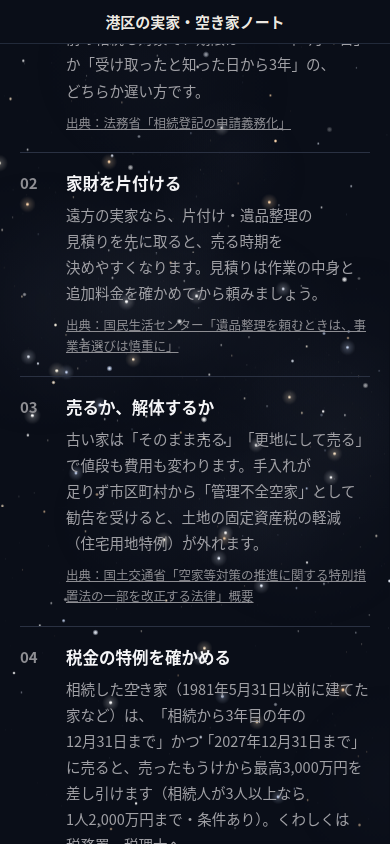 港区の実家・空き家ノート
か「受け取ったと知った日から3年」の、
どちらか遅い方です。
出典：法務省「相続登記の申請義務化」
02
家財を片付ける
遠方の実家なら、片付け・遺品整理の
見積りを先に取ると、売る時期を
決めやすくなります。見積りは作業の中身と
追加料金を確かめてから頼みましょう。
出典：国民生活センター「遺品整理を頼むときは、事
業者選びは慎重に」
03
売るか、解体するか
古い家は「そのまま売る」「更地にして売る」
で値段も費用も変わります。手入れが
足りず市区町村から「管理不全空家」として
勧告を受けると、土地の固定資産税の軽減
（住宅用地特例）が外れます。
出典：国土交通省「空家等対策の推進に関する特別措
置法の一部を改正する法律」概要
04
税金の特例を確かめる
相続した空き家（1981年5月31日以前に建てた
家など）は、「相続から3年目の年の
12月31日まで」かつ「2027年12月31日まで」
に売ると、売ったもうけから最高3,000万円を
差し引けます（相続人が3人以上なら
1人2,000万円まで・条件あり）。くわしくは